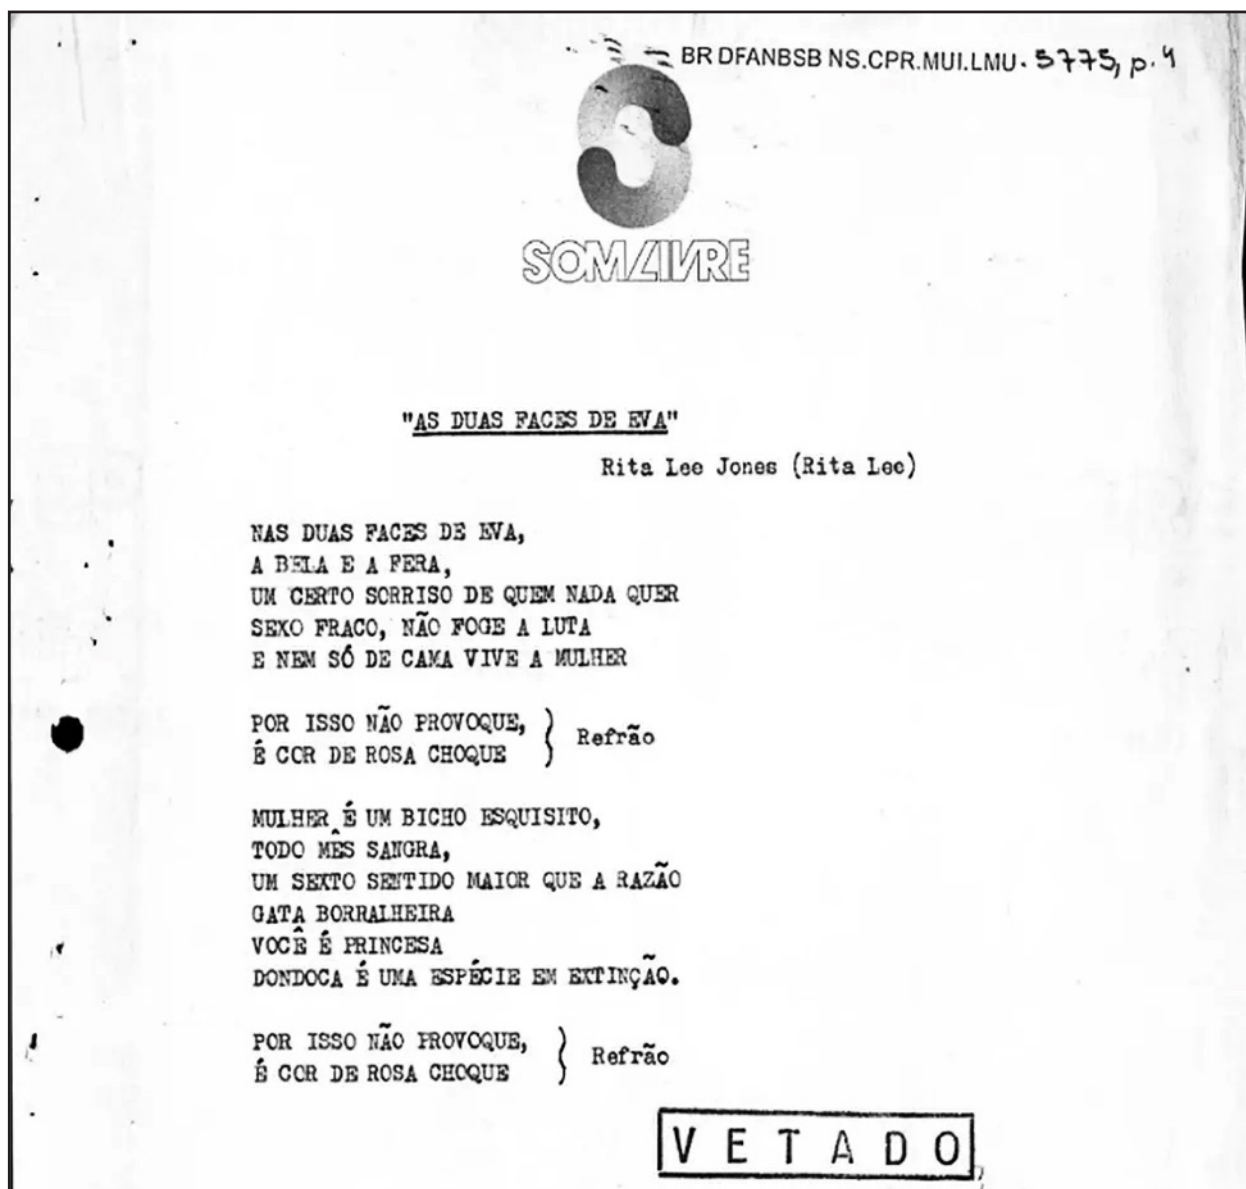 BR DFANBSB NS.CPR.MUI.LMU. 5775, p. 4
SOM LIVRE
"AS DUAS FACES DE EVA"
Rita Lee Jones (Rita Lee)
NAS DUAS FACES DE EVA,
A BELA E A FERA,
UM CERTO SORRISO DE QUEM NADA QUER
SEXO FRACO, NÃO FOGE A LUTA
E NEM SÓ DE CAMA VIVE A MULHER
POR ISSO NÃO PROVOQUE,
É COR DE ROSA CHOQUE } Refrão
MULHER É UM BICHO ESQUISITO,
TODO MÊS SANGRA,
UM SEXTO SENTIDO MAIOR QUE A RAZÃO
GATA BORRALHEIRA
VOCÊ É PRINCESA
DONDOCA É UMA ESPÉCIE EM EXTINÇÃO.
POR ISSO NÃO PROVOQUE,
É COR DE ROSA CHOQUE } Refrão
VETADO